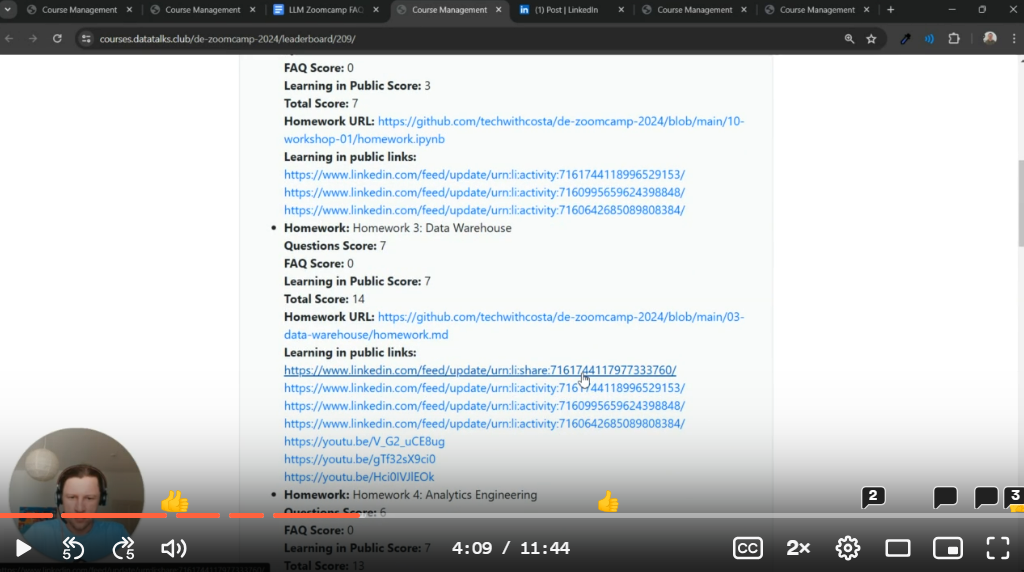 Course Management
Course Management
LLM Zoomcamp FAQ
Course Management
(1) Post | LinkedIn
Course Management
Course Management
courses.datatalks.club/de-zoomcamp-2024/leaderboard/209/
FAQ Score: 0
Learning in Public Score: 3
Total Score: 7
Homework URL: https://github.com/techwithcosta/de-zoomcamp-2024/blob/main/10-
workshop-01/homework.ipynb
Learning in public links:
https://www.linkedin.com/feed/update/urn:li:activity:7161744118996529153/
https://www.linkedin.com/feed/update/urn:li:activity:7160995659624398848/
https://www.linkedin.com/feed/update/urn:li:activity:7160642685089808384/
• Homework: Homework 3: Data Warehouse
Questions Score: 7
FAQ Score: 0
Learning in Public Score: 7
Total Score: 14
Homework URL: https://github.com/techwithcosta/de-zoomcamp-2024/blob/main/03-
data-warehouse/homework.md
Learning in public links:
https://www.linkedin.com/feed/update/urn:li:share:7161744117977333760/
https://www.linkedin.com/feed/update/urn:li:activity:7161744118996529153/
https://www.linkedin.com/feed/update/urn:li:activity:7160995659624398848/
https://www.linkedin.com/feed/update/urn:li:activity:7160642685089808384/
https://youtu.be/V_G2_uCE8ug
https://youtu.be/gTf32sX9ci0
https://youtu.be/Hci0lVJlEOk
• Homework: Homework 4: Analytics Engineering
Questions Score: 6
FAQ Score: 0
Learning in Public Score: 7
Total Score: 13
2
3
5
5
4:09 / 11:44
CC
2x